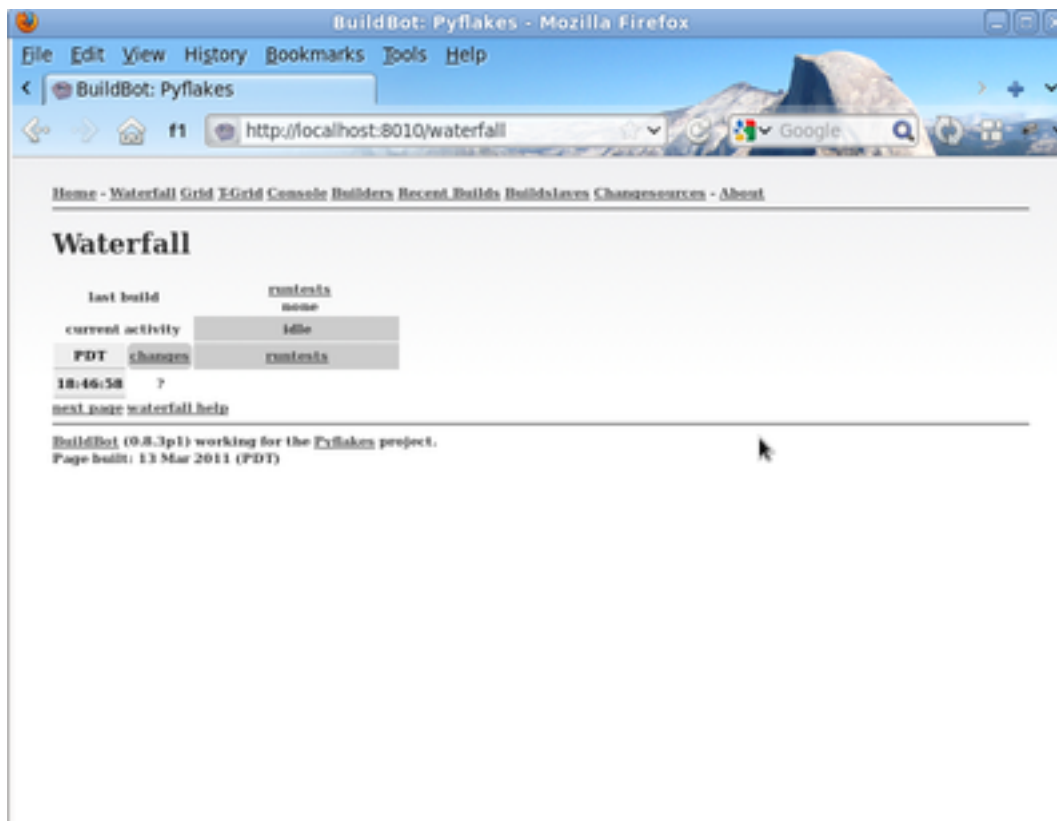 BuildBot: Pyflakes - Mozilla Firefox
File Edit View History Bookmarks Tools Help
BuildBot: Pyflakes
f1 http://localhost:8010/waterfall Google
Home - Waterfall Grid T-Grid Console Builders Recent Builds Buildslaves Changesources - About
Waterfall
last build runtests
none
current activity idle
PDT changes runtests
18:46:58 ?
next page waterfall help
BuildBot (0.8.3p1) working for the Pyflakes project.
Page built: 13 Mar 2011 (PDT)